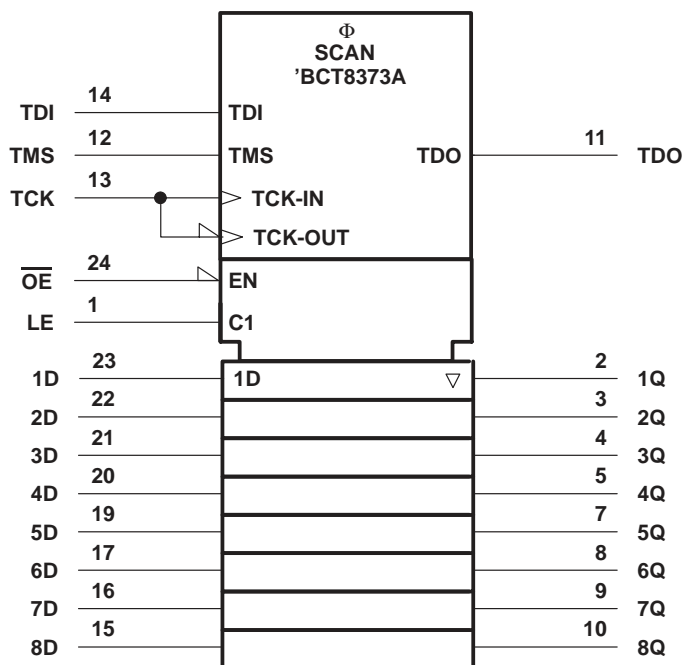 Φ
SCAN
'BCT8373A
TDI 14 TDI
TMS 12 TMS TDO 11 TDO
TCK 13 TCK-IN
TCK-OUT
OE 24 EN
LE 1 C1
1D 23 1D 2 1Q
2D 22 3 2Q
3D 21 4 3Q
4D 20 5 4Q
5D 19 7 5Q
6D 17 8 6Q
7D 16 9 7Q
8D 15 10 8Q